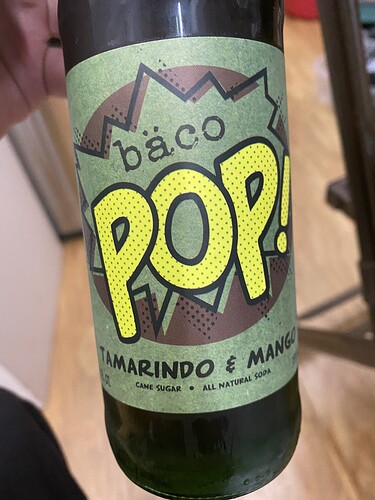 bäco
POP!
TAMARINDO & MANGO
CANE SUGAR • ALL NATURAL SODA